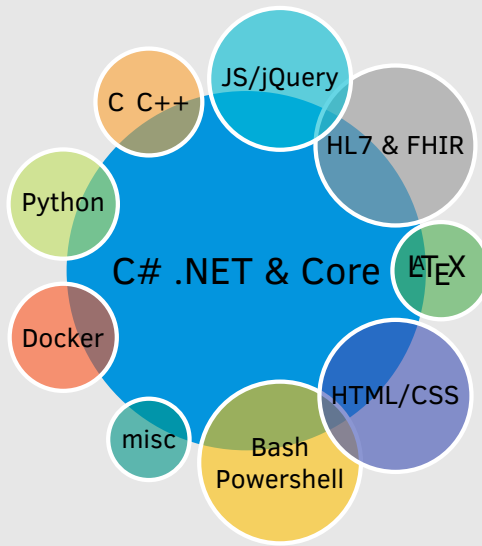 JS/jQuery
C C++
HL7 & FHIR
Python
C# .NET & Core
LATEX
Docker
HTML/CSS
misc
Bash
Powershell